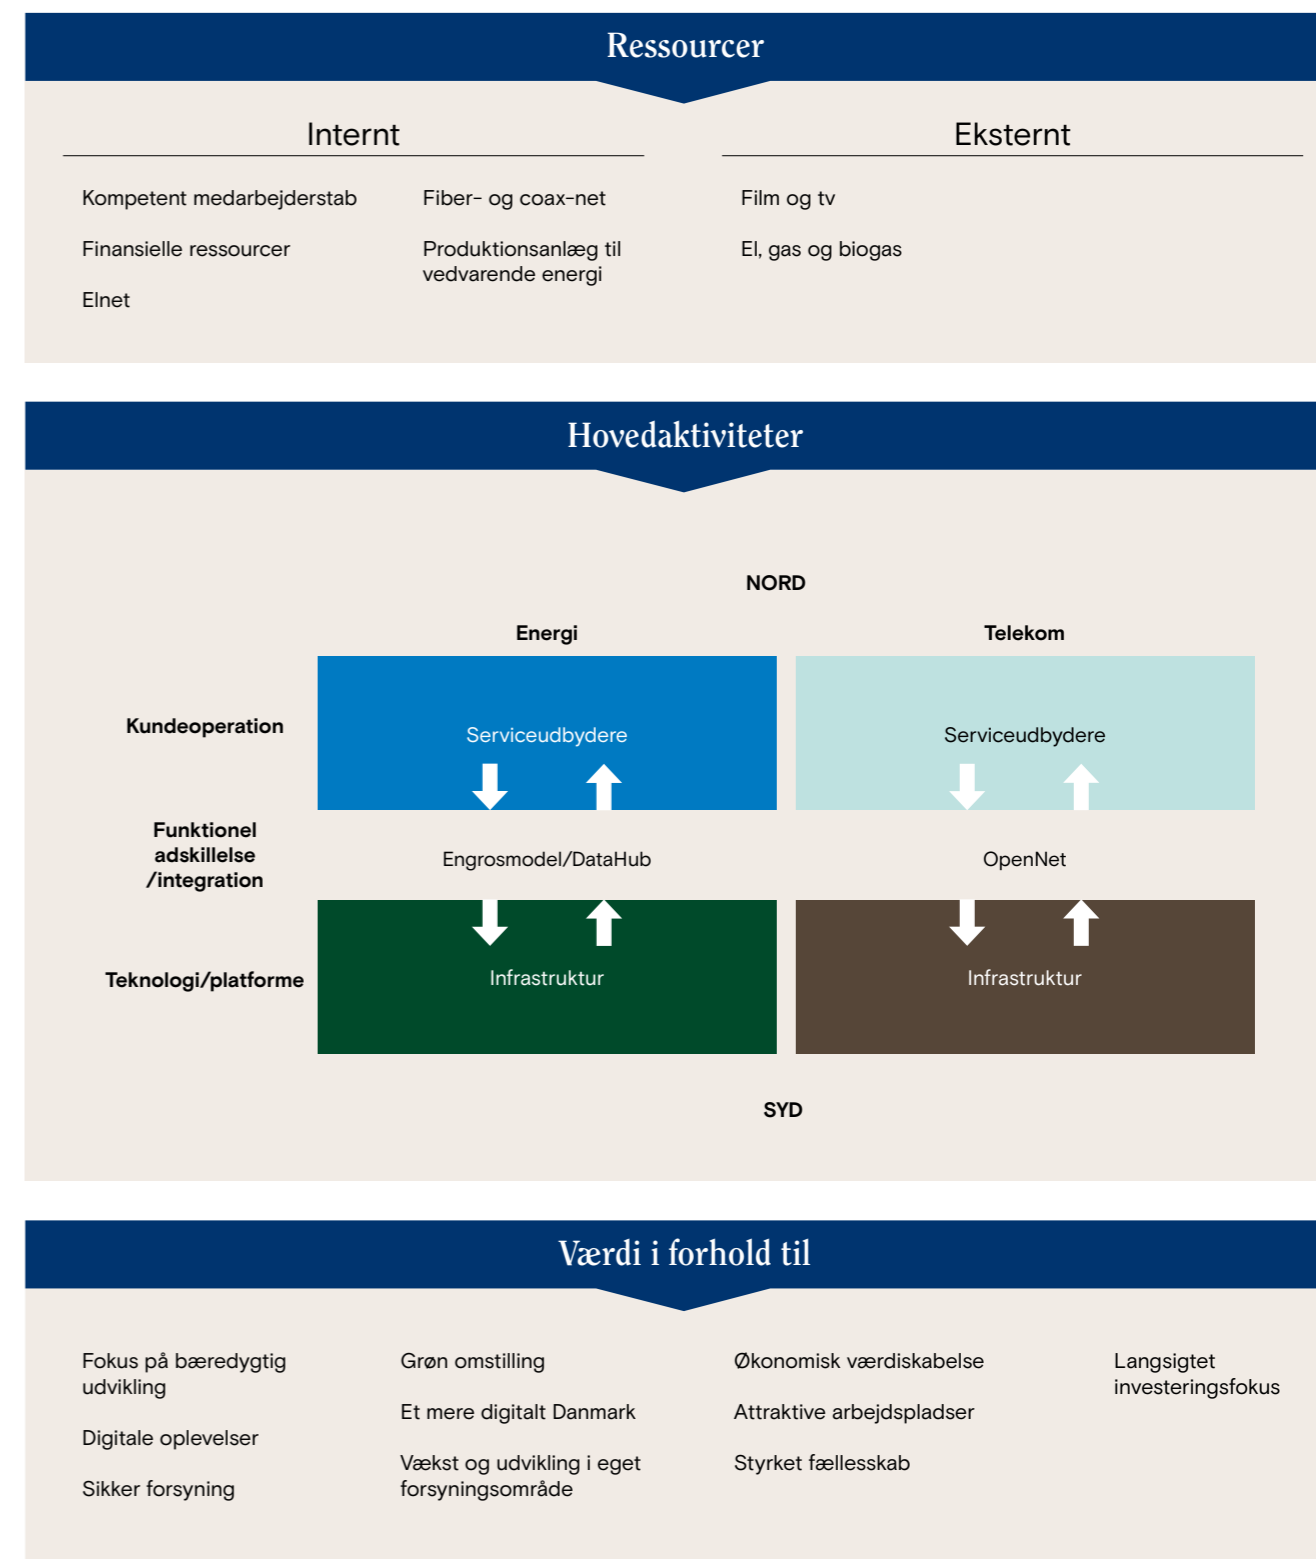 Ressourcer
Internt
Kompetent medarbejderstab
Finansielle ressourcer
Elnet
Fiber- og coax-net
Produktionsanlæg til
vedvarende energi
Eksternt
Film og tv
El, gas og biogas
Hovedaktiviteter
NORD
Energi
Telekom
Kundeoperation
Serviceudbydere
Serviceudbydere
Funktionel
adskillelse
/integration
Engrosmodel/DataHub
OpenNet
Teknologi/platforme
Infrastruktur
Infrastruktur
SYD
Værdi i forhold til
Fokus på bæredygtig
udvikling
Digitale oplevelser
Sikker forsyning
Grøn omstilling
Et mere digitalt Danmark
Vækst og udvikling i eget
forsyningsområde
Økonomisk værdiskabelse
Attraktive arbejdspladser
Styrket fællesskab
Langsigtet
investeringsfokus